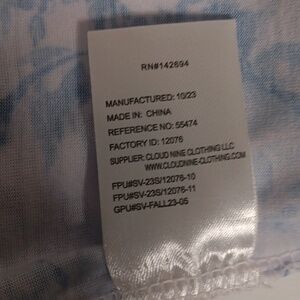 RN#142694
MANUFACTURED: 10/23
MADE IN: CHINA
REFERENCE NO: 55474
FACTORY ID: 12076
SUPPLIER: CLOUD NINE CLOTHING LLC
WWW.CLOUDNINE-CLOTHING.COM
FPU#SV-23S/12076-10
FPU#SV-23S/12076-11
GPU#SV-FALL23-05